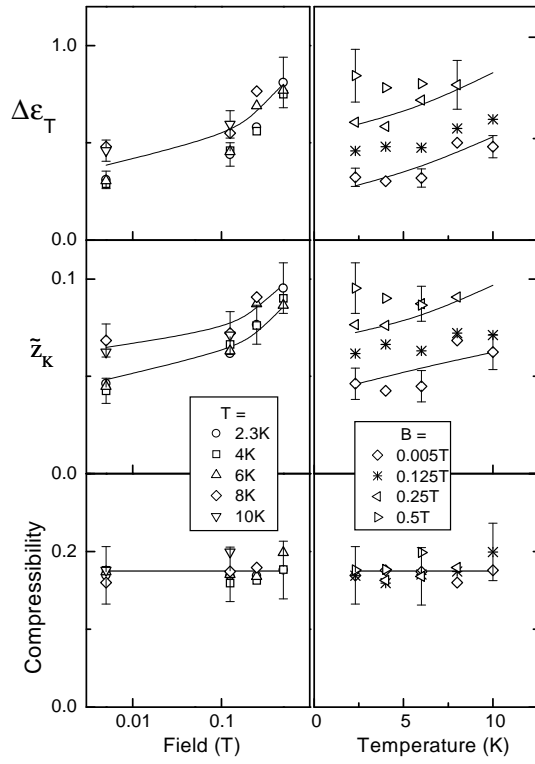 1.0
Δε_T
0.0
0.1
z̃_K
0.0
T =
2.3K
4K
6K
8K
10K
B =
0.005T
0.125T
0.25T
0.5T
0.2
Compressibility
0.0
0.01
0.1
Field (T)
0
5
10
Temperature (K)